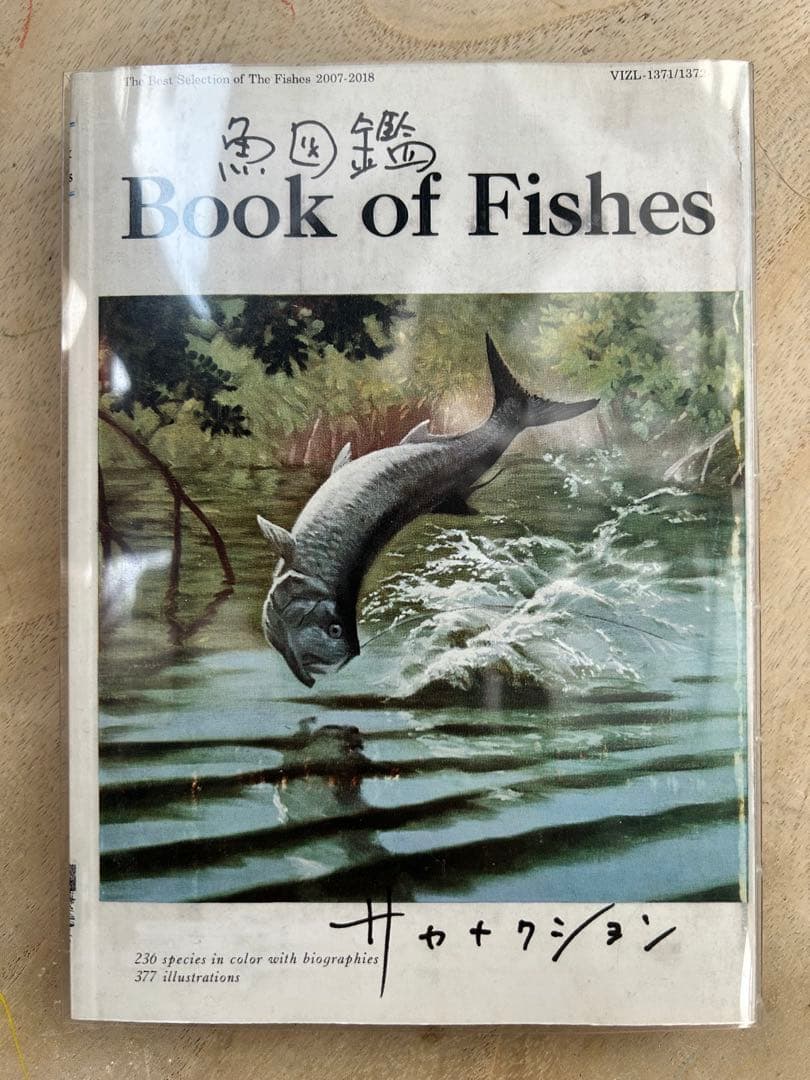 The Best Selection of The Fishes 2007-2018
VIZL-1371/1372
魚図鑑
Book of Fishes
サカナクション
236 species in color with biographies
377 illustrations